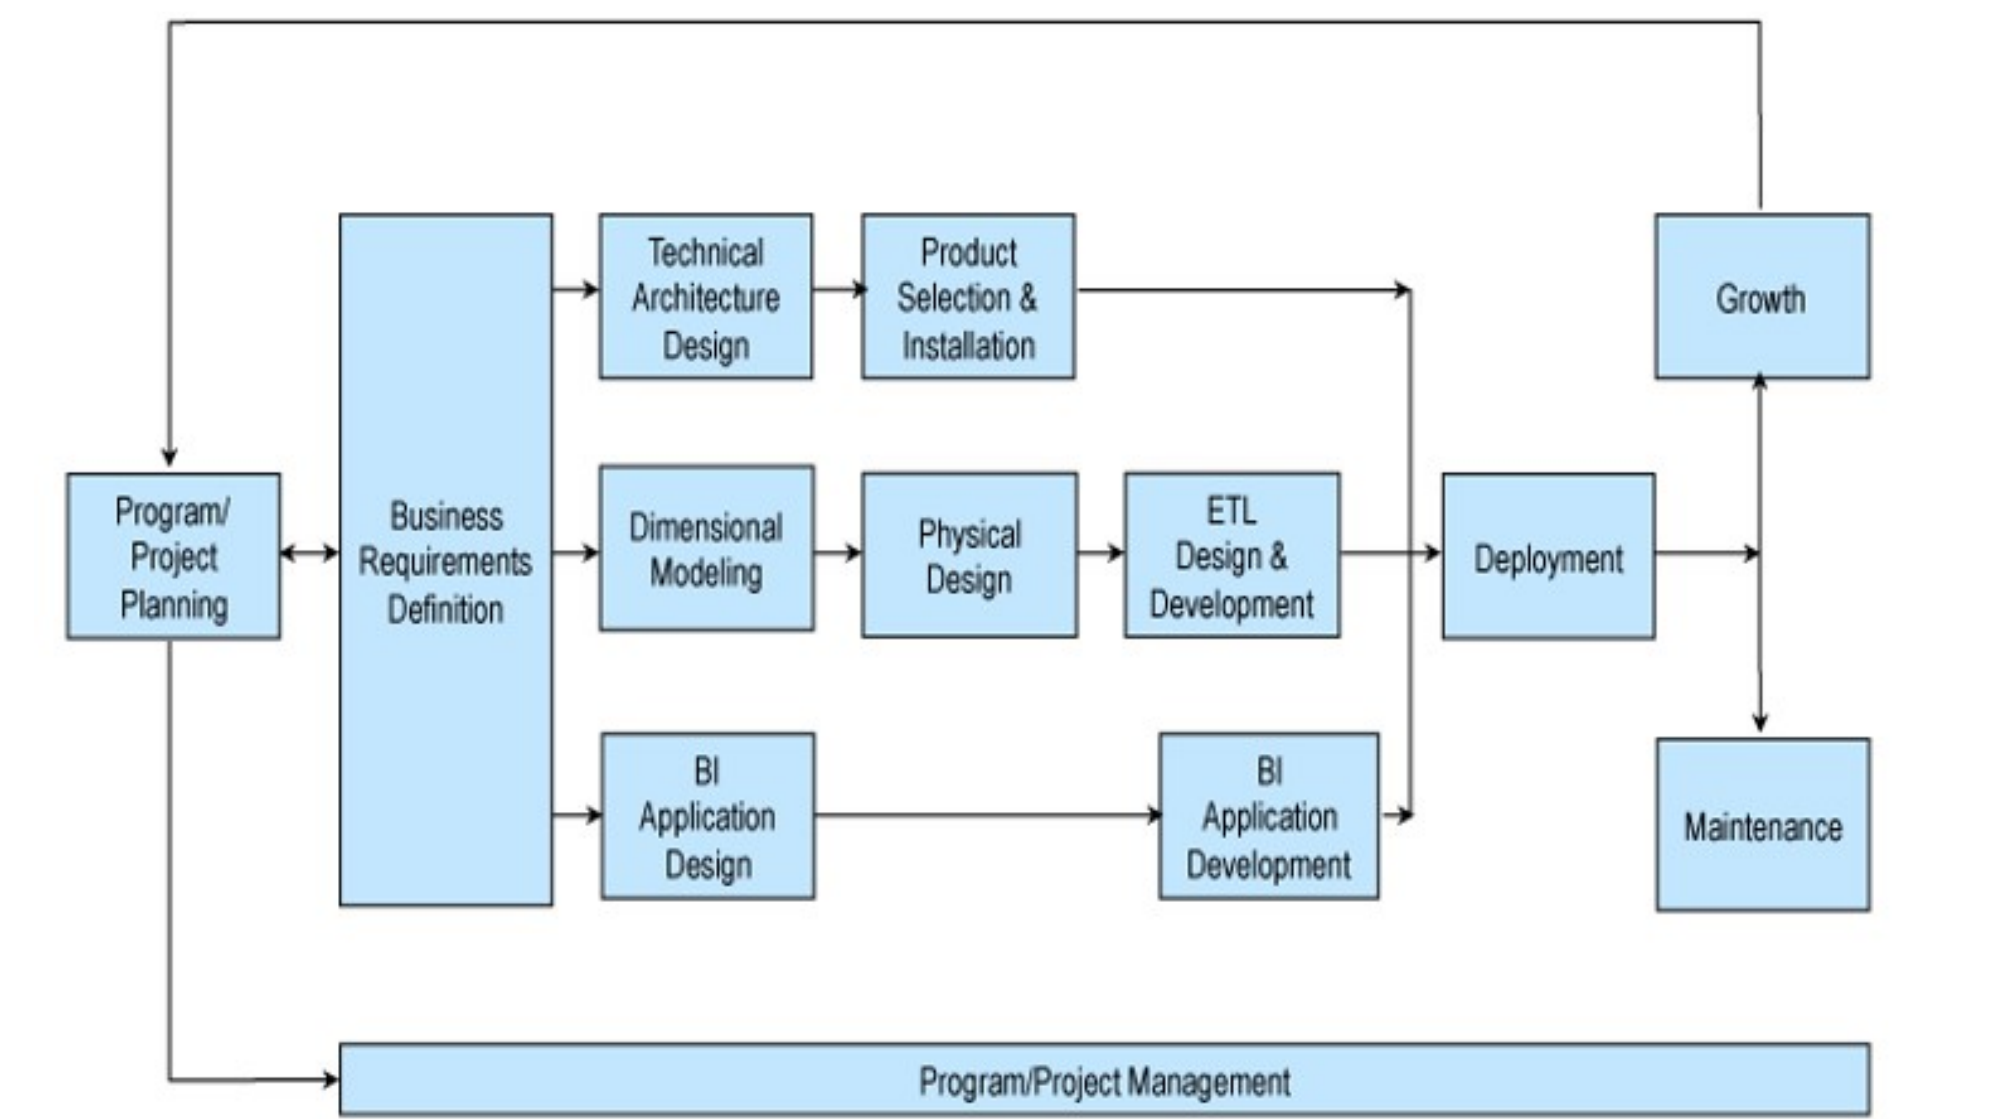 Program/
Project
Planning
Business
Requirements
Definition
Technical
Architecture
Design
Product
Selection &
Installation
Dimensional
Modeling
Physical
Design
ETL
Design &
Development
BI
Application
Design
BI
Application
Development
Deployment
Growth
Maintenance
Program/Project Management